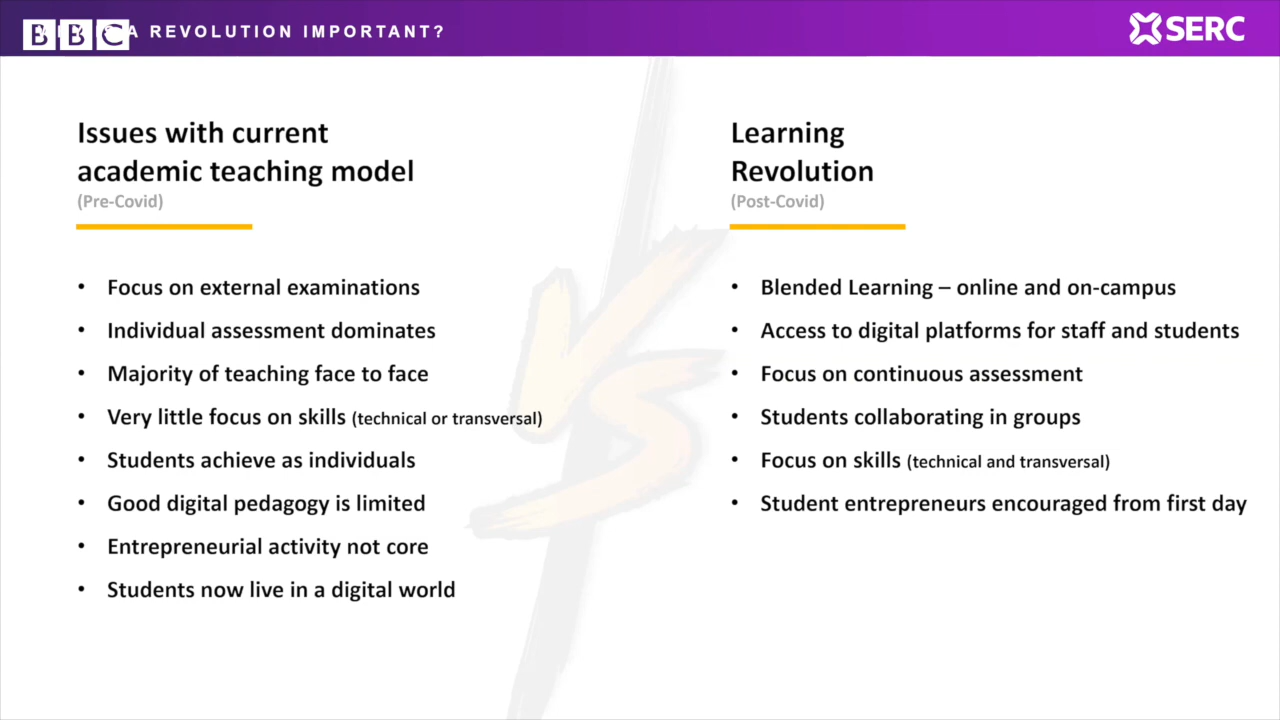 BBC
A REVOLUTION IMPORTANT?
SERC
Issues with current
academic teaching model
(Pre-Covid)
• Focus on external examinations
• Individual assessment dominates
• Majority of teaching face to face
• Very little focus on skills (technical or transversal)
• Students achieve as individuals
• Good digital pedagogy is limited
• Entrepreneurial activity not core
• Students now live in a digital world
VS
Learning
Revolution
(Post-Covid)
• Blended Learning – online and on-campus
• Access to digital platforms for staff and students
• Focus on continuous assessment
• Students collaborating in groups
• Focus on skills (technical and transversal)
• Student entrepreneurs encouraged from first day